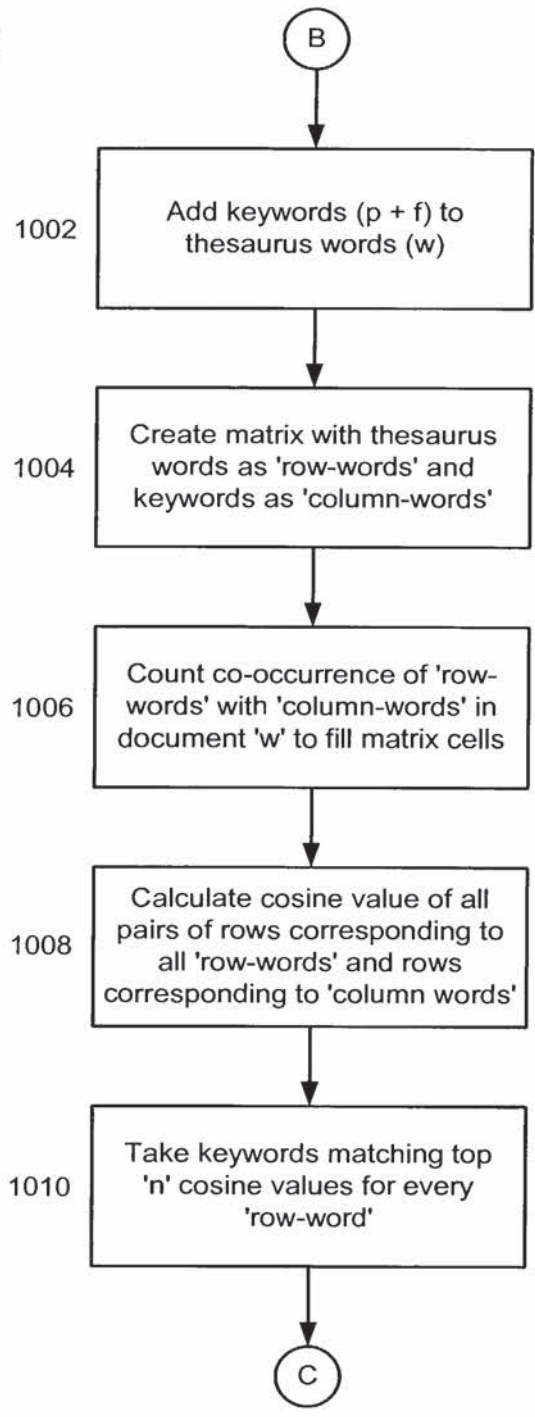 B
1002
Add keywords (p + f) to
thesaurus words (w)
1004
Create matrix with thesaurus
words as 'row-words' and
keywords as 'column-words'
1006
Count co-occurrence of 'row-
words' with 'column-words' in
document 'w' to fill matrix cells
1008
Calculate cosine value of all
pairs of rows corresponding to
all 'row-words' and rows
corresponding to 'column words'
1010
Take keywords matching top
'n' cosine values for every
'row-word'
C